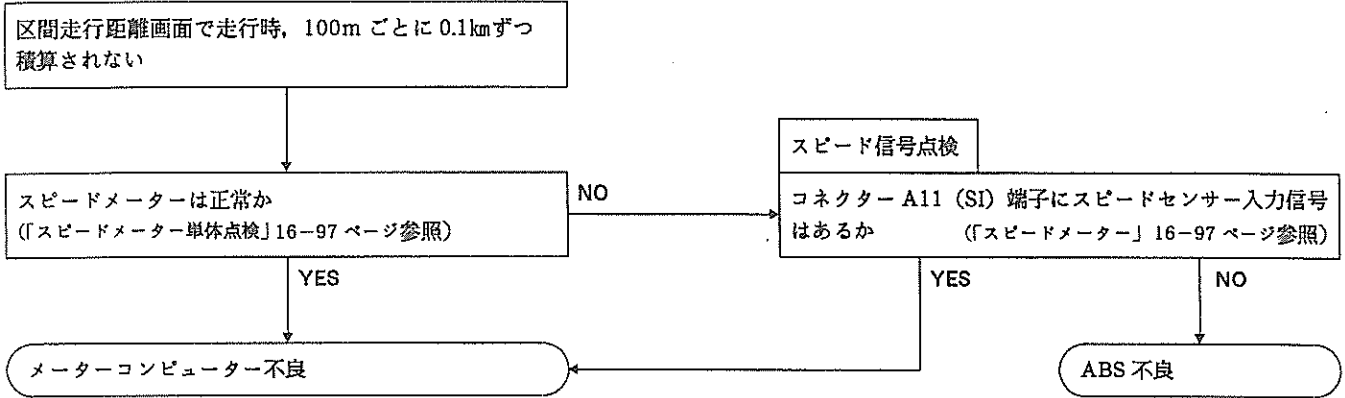 区間走行距離画面で走行時，100m ごとに 0.1㎞ずつ
積算されない
スピードメーターは正常か
(｢スピードメーター単体点検｣ 16−97 ページ参照)
NO
YES
スピード信号点検
コネクター A11（SI）端子にスピードセンサー入力信号
はあるか (｢スピードメーター｣ 16−97 ページ参照)
YES
NO
メーターコンピューター不良
ABS 不良